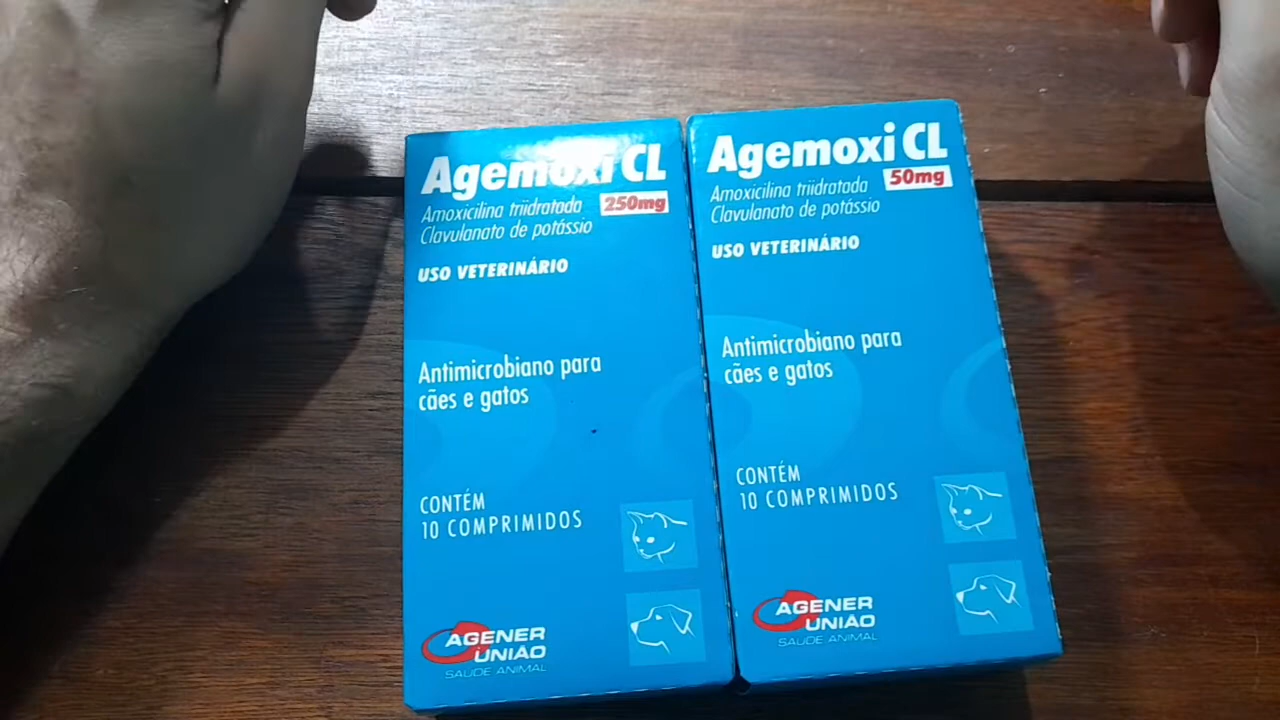 Agemoxi CL
250mg
Amoxicilina triidratada
Clavulanato de potássio
USO VETERINÁRIO
Antimicrobiano para
cães e gatos
CONTÉM
10 COMPRIMIDOS
AGENER
UNIÃO
SAÚDE ANIMAL
Agemoxi CL
50mg
Amoxicilina triidratada
Clavulanato de potássio
USO VETERINÁRIO
Antimicrobiano para
cães e gatos
CONTÉM
10 COMPRIMIDOS
AGENER
UNIÃO
SAÚDE ANIMAL